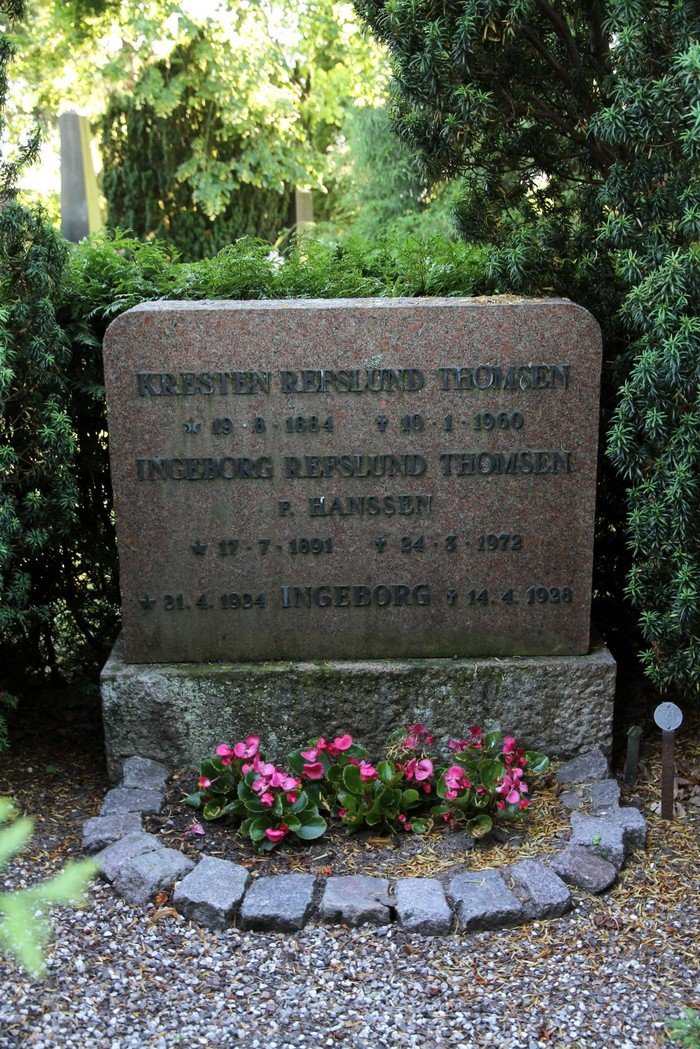 KRESTEN REFSLUND THOMSEN
★ 19 · 8 · 1884 ✝ 10 · 1 · 1960
INGEBORG REFSLUND THOMSEN
F. HANSSEN
★ 17 · 7 · 1891 ✝ 24 · 3 · 1972
★ 21. 4. 1924 INGEBORG ✝ 14. 4. 1928